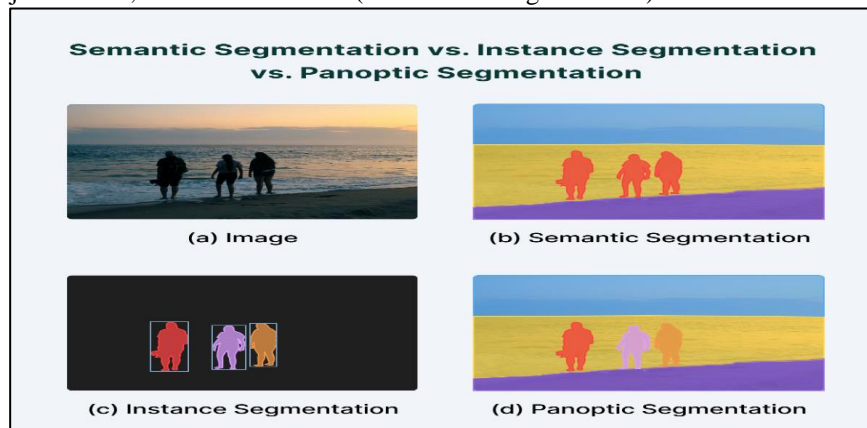 Semantic Segmentation vs. Instance Segmentation
vs. Panoptic Segmentation
(a) Image
(b) Semantic Segmentation
(c) Instance Segmentation
(d) Panoptic Segmentation